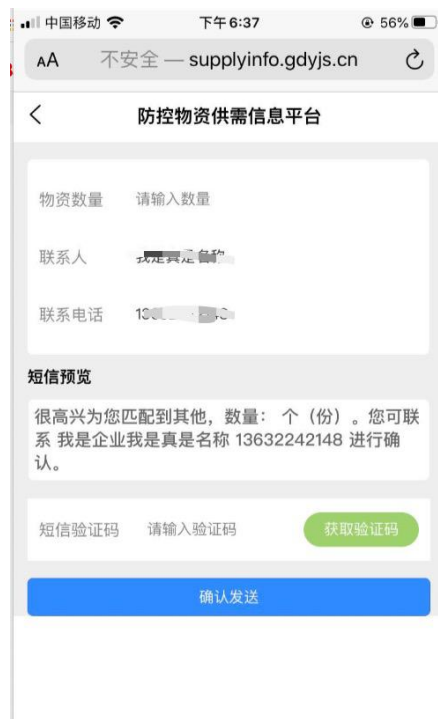 中国移动 下午6:37 56%
AA 不安全 — supplyinfo.gdyjs.cn
防控物资供需信息平台
物资数量 请输入数量
联系人
联系电话
短信预览
很高兴为您匹配到其他，数量： 个（份）。您可联
系 我是企业我是真是名称 13632242148 进行确
认。
短信验证码 请输入验证码 获取验证码
确认发送